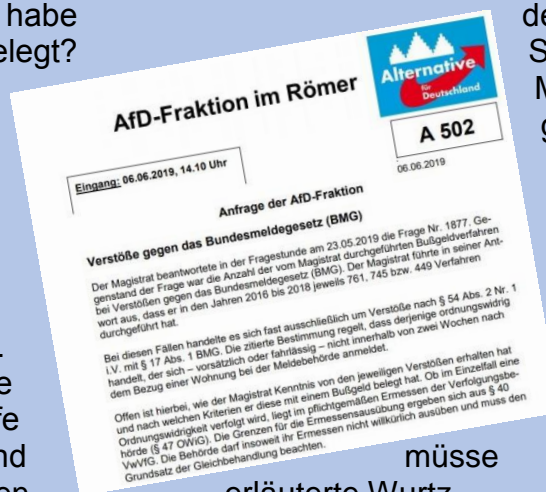 habe
elegt?
de
S
M
g
AfD-Fraktion im Römer
Alternative
für
Deutschland
A 502
Eingang: 06.06.2019, 14.10 Uhr
06.06.2019
Anfrage der AfD-Fraktion
Verstöße gegen das Bundesmeldegesetz (BMG)
Der Magistrat beantwortete in der Fragestunde am 23.05.2019 die Frage Nr. 1877. Ge-
genstand der Frage war die Anzahl der vom Magistrat durchgeführten Bußgeldverfahren
bei Verstößen gegen das Bundesmeldegesetz (BMG). Der Magistrat führte in seiner Ant-
wort aus, dass er in den Jahren 2016 bis 2018 jeweils 761, 745 bzw. 449 Verfahren
durchgeführt hat.
Bei diesen Fällen handelte es sich fast ausschließlich um Verstöße nach § 54 Abs. 2 Nr. 1
i.V. mit § 17 Abs. 1 BMG. Die zitierte Bestimmung regelt, dass derjenige ordnungswidrig
handelt, der sich – vorsätzlich oder fahrlässig – nicht innerhalb von zwei Wochen nach
dem Bezug einer Wohnung bei der Meldebehörde anmeldet.
Offen ist hierbei, wie der Magistrat Kenntnis von den jeweiligen Verstößen erhalten hat
und nach welchen Kriterien er diese mit einem Bußgeld belegt hat. Ob im Einzelfall eine
Ordnungswidrigkeit verfolgt wird, liegt im pflichtgemäßen Ermessen der Verfolgungsbe-
hörde (§ 47 OWiG). Die Grenzen für die Ermessensausübung ergeben sich aus § 40
VwVfG. Die Behörde darf insoweit ihr Ermessen nicht willkürlich ausüben und muss den
Grundsatz der Gleichbehandlung beachten.
e
fe
nd
müsse
en
erläuterte Wurtz